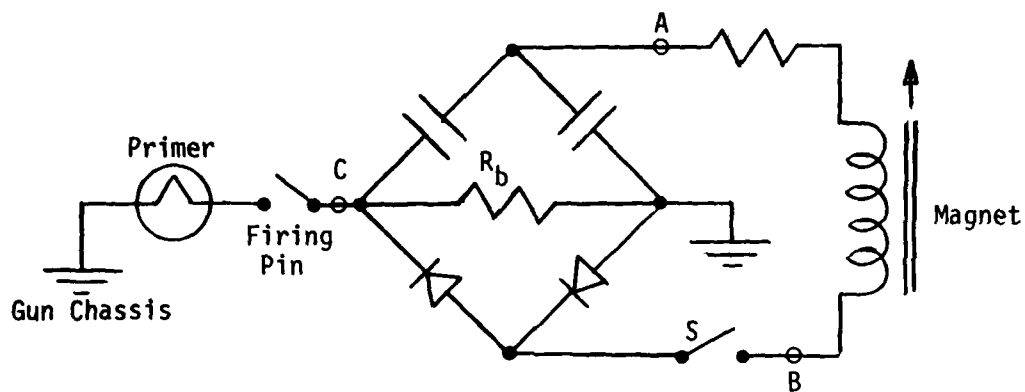 A
Primer
C
R_b
Firing
Pin
Magnet
Gun Chassis
S
B